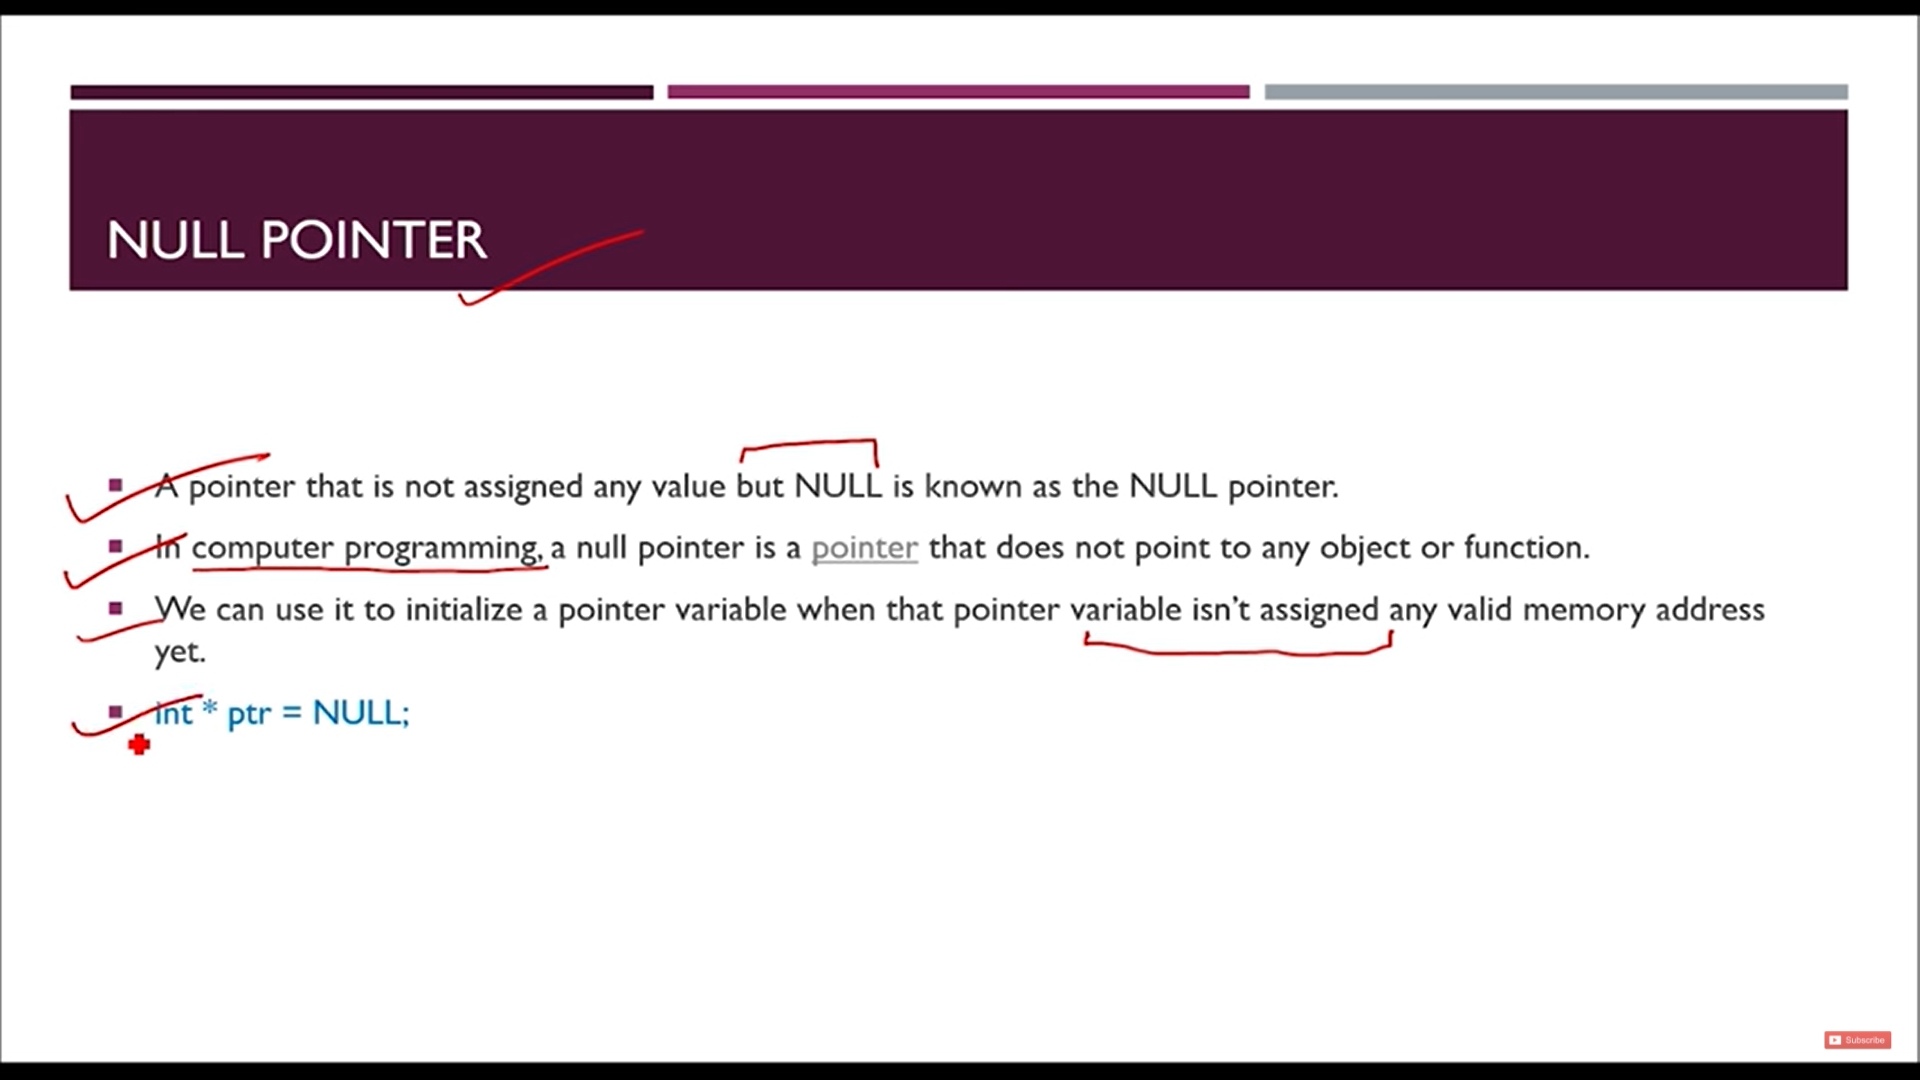 NULL POINTER
A pointer that is not assigned any value but NULL is known as the NULL pointer.
In computer programming, a null pointer is a pointer that does not point to any object or function.
We can use it to initialize a pointer variable when that pointer variable isn't assigned any valid memory address
yet.
int * ptr = NULL;
Subscribe